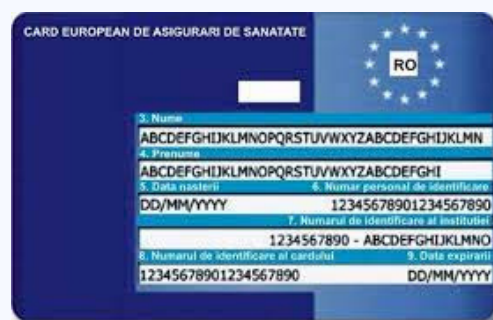 CARD EUROPEAN DE ASIGURARI DE SANATATE
RO
3. Nume
ABCDEFGHIJKLMNOPQRSTUVWXYZABCDEFGHIJKLMN
4. Prenume
ABCDEFGHIJKLMNOPQRSTUVWXYZABCDEFGHI
5. Data nasterii 6. Numar personal de identificare
DD/MM/YYYY 12345678901234567890
7. Numarul de identificare al institutiei
1234567890 - ABCDEFGHIJKLMNO
8. Numarul de identificare al cardului 9. Data expirarii
12345678901234567890 DD/MM/YYYY